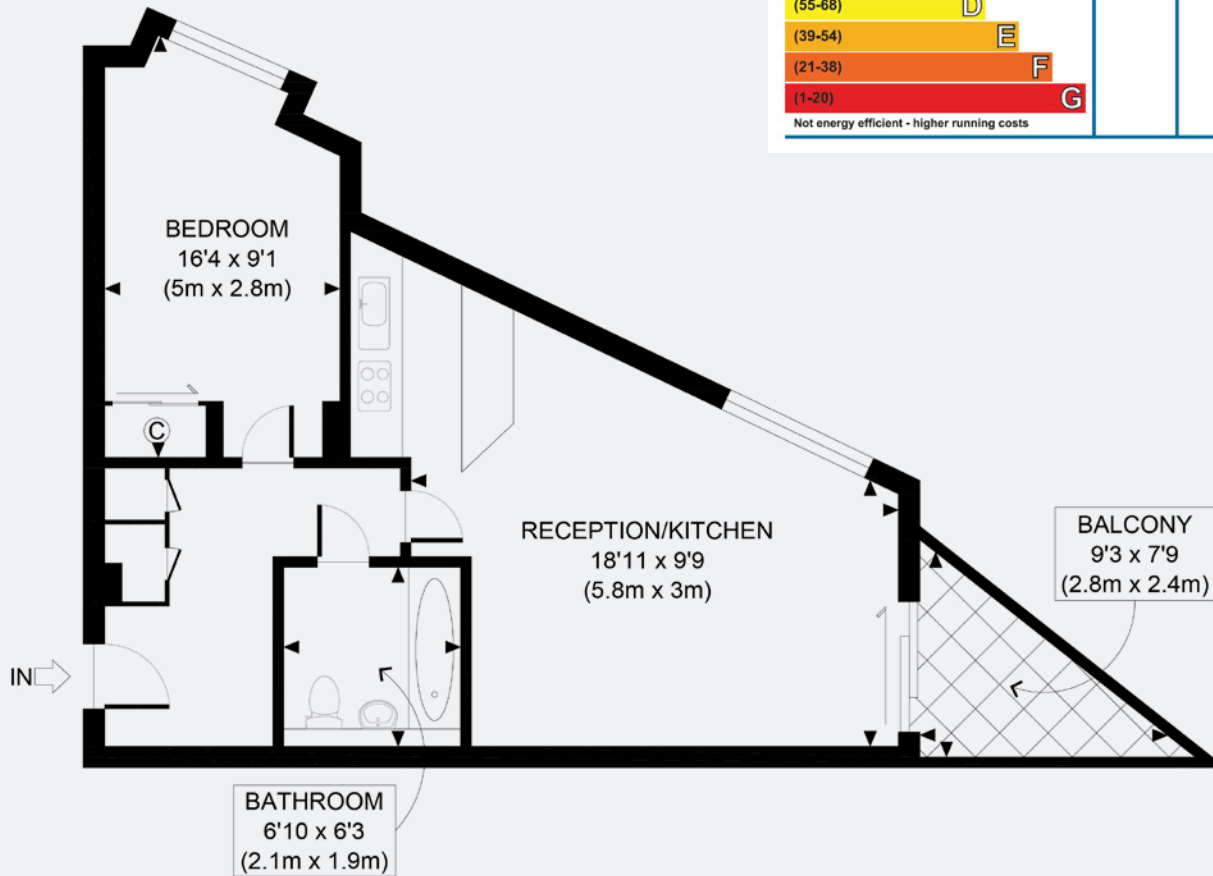 (55-68) D
(39-54) E
(21-38) F
(1-20) G
Not energy efficient - higher running costs
BEDROOM
16'4 x 9'1
(5m x 2.8m)
C
RECEPTION/KITCHEN
18'11 x 9'9
(5.8m x 3m)
BALCONY
9'3 x 7'9
(2.8m x 2.4m)
IN
BATHROOM
6'10 x 6'3
(2.1m x 1.9m)